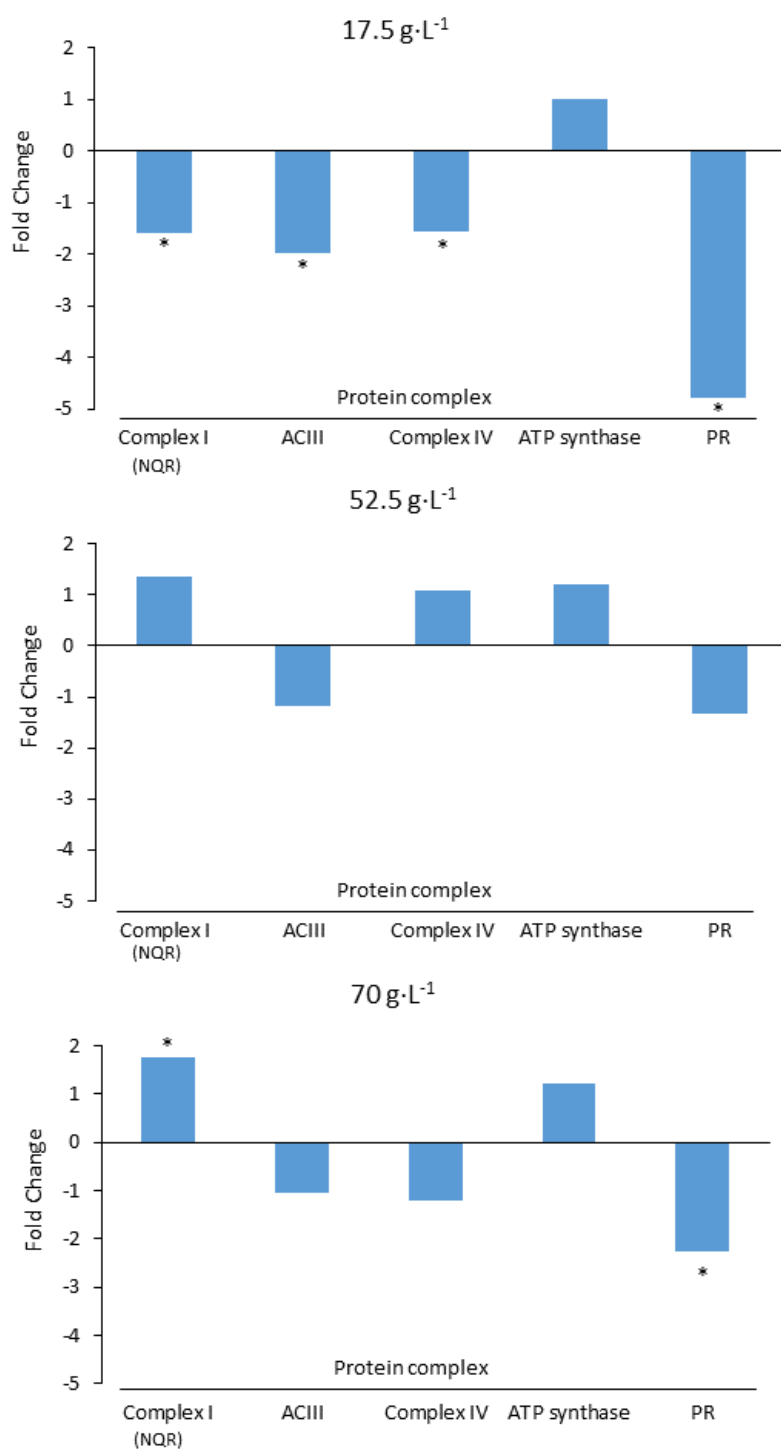 17.5 g·L-1
2
1
0
-1
-2
-3
-4
-5
Fold Change
* * * *
Protein complex
Complex I ACIII Complex IV ATP synthase PR
(NQR)
52.5 g·L-1
2
1
0
-1
-2
-3
-4
-5
Fold Change
Protein complex
Complex I ACIII Complex IV ATP synthase PR
(NQR)
70 g·L-1
2
1
0
-1
-2
-3
-4
-5
Fold Change
* *
Protein complex
Complex I ACIII Complex IV ATP synthase PR
(NQR)